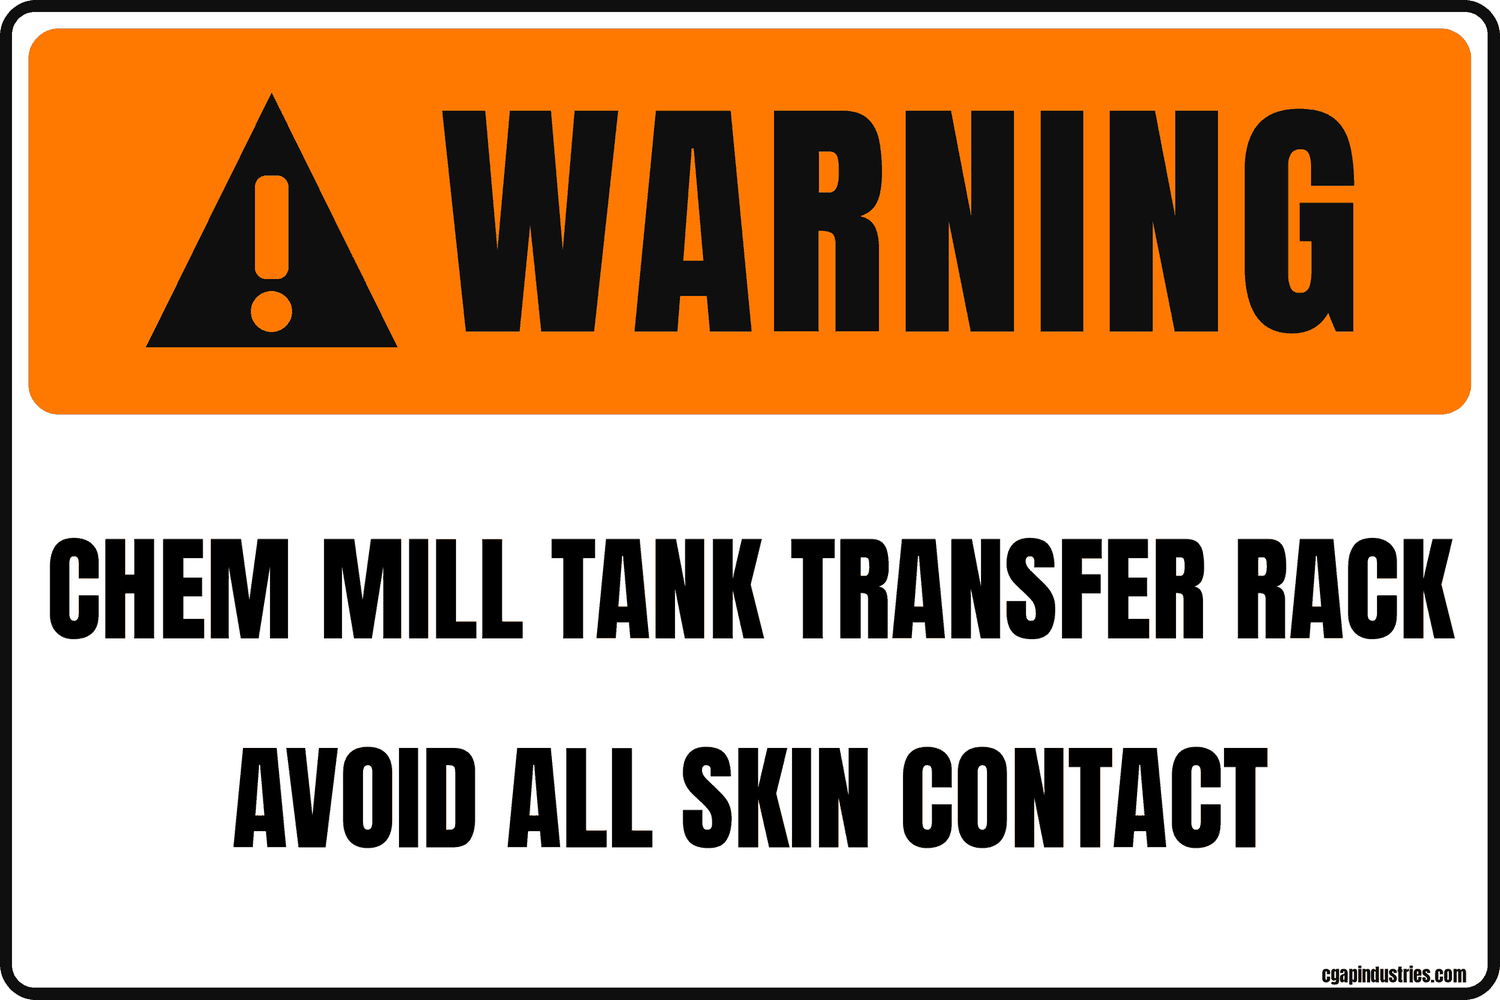 WARNING
CHEM MILL TANK TRANSFER RACK
AVOID ALL SKIN CONTACT
cgapindustries.com